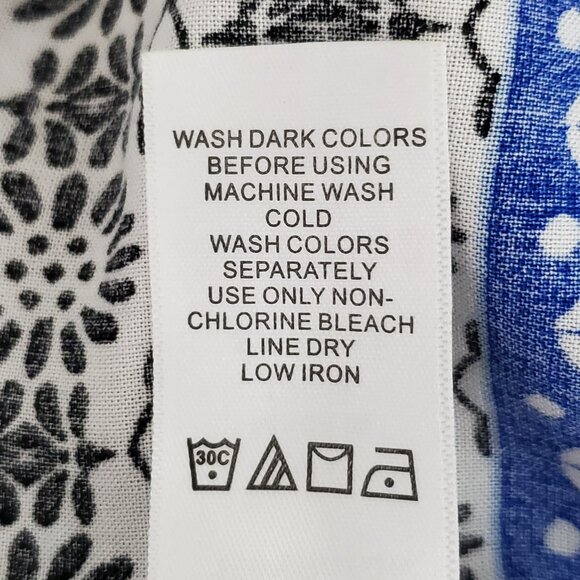 WASH DARK COLORS
BEFORE USING
MACHINE WASH
COLD
WASH COLORS
SEPARATELY
USE ONLY NON-
CHLORINE BLEACH
LINE DRY
LOW IRON
30C